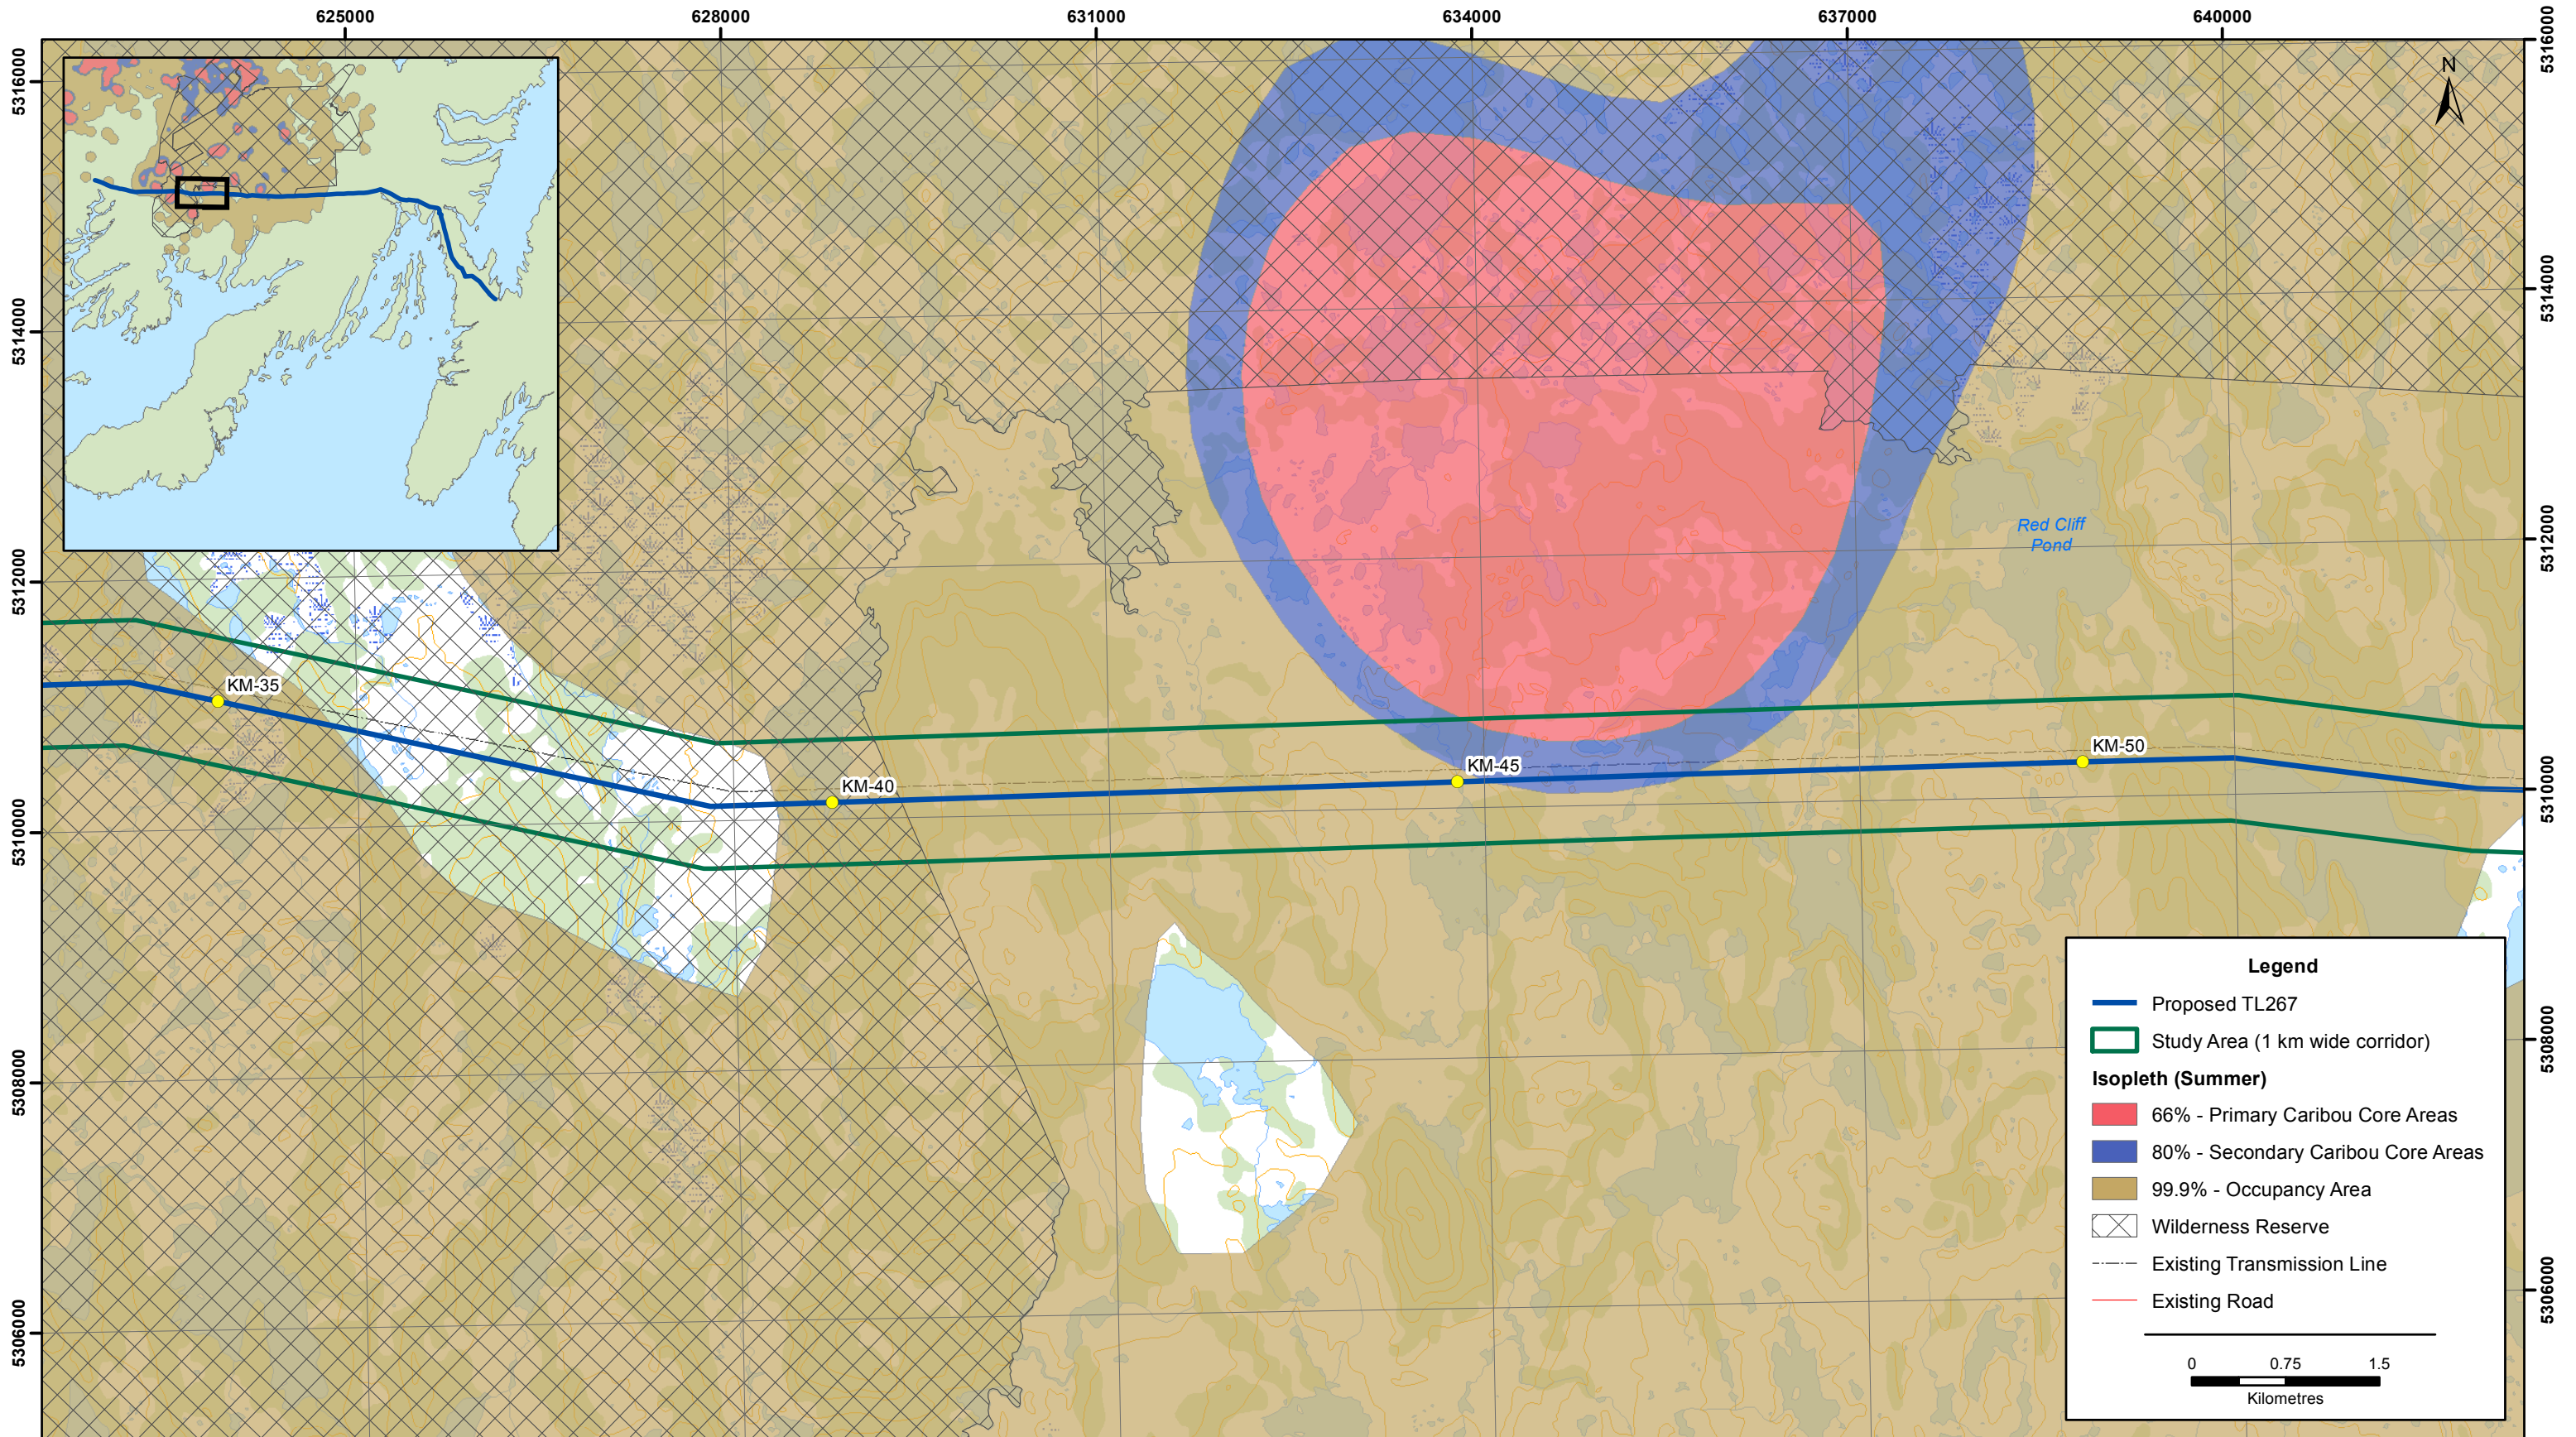 625000
628000
631000
634000
637000
640000
5316000
5314000
5312000
5310000
5308000
5306000
5316000
5314000
5312000
5310000
5308000
5306000
N
Red Cliff
Pond
KM-35
KM-40
KM-45
KM-50
Legend
Proposed TL267
Study Area (1 km wide corridor)
Isopleth (Summer)
66% - Primary Caribou Core Areas
80% - Secondary Caribou Core Areas
99.9% - Occupancy Area
Wilderness Reserve
Existing Transmission Line
Existing Road
0 0.75 1.5
Kilometres